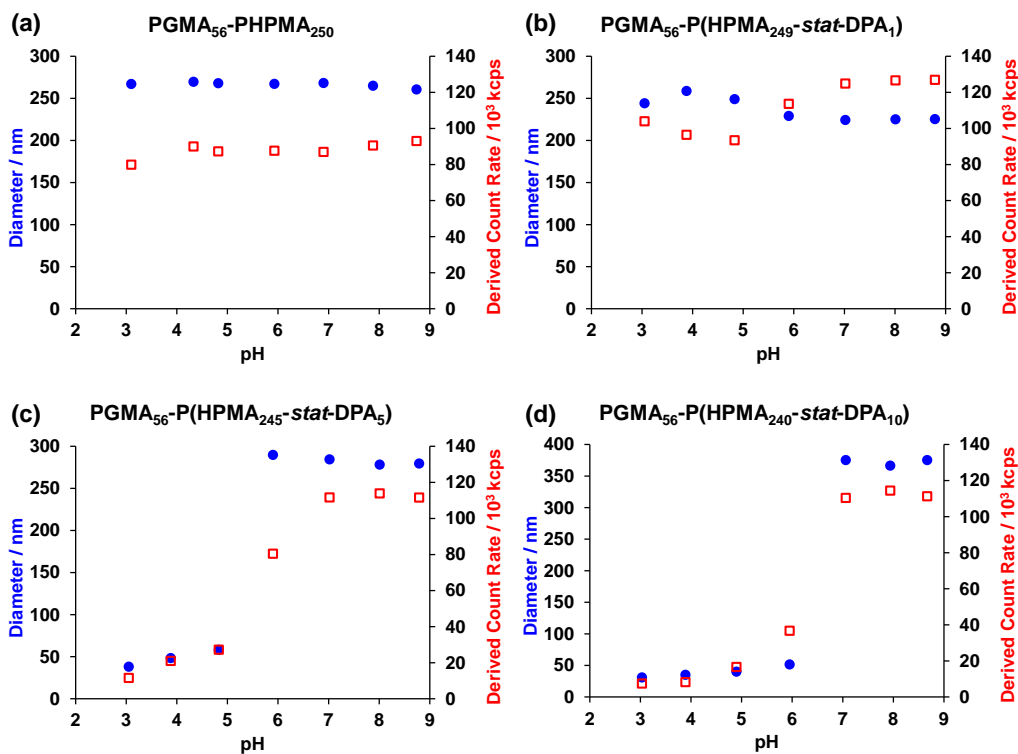 (a)
PGMA₅₆-PHPMA₂₅₀
300
250
200
150
100
50
0
Diameter / nm
140
120
100
80
60
40
20
0
Derived Count Rate / 10³ kcps
2 3 4 5 6 7 8 9
pH
(b)
PGMA₅₆-P(HPMA₂₄₉-stat-DPA₁)
300
250
200
150
100
50
0
Diameter / nm
140
120
100
80
60
40
20
0
Derived Count Rate / 10³ kcps
2 3 4 5 6 7 8 9
pH
(c)
PGMA₅₆-P(HPMA₂₄₅-stat-DPA₅)
300
250
200
150
100
50
0
Diameter / nm
140
120
100
80
60
40
20
0
Derived Count Rate / 10³ kcps
2 3 4 5 6 7 8 9
pH
(d)
PGMA₅₆-P(HPMA₂₄₀-stat-DPA₁₀)
400
350
300
250
200
150
100
50
0
Diameter / nm
140
120
100
80
60
40
20
0
Derived Count Rate / 10³ kcps
2 3 4 5 6 7 8 9
pH